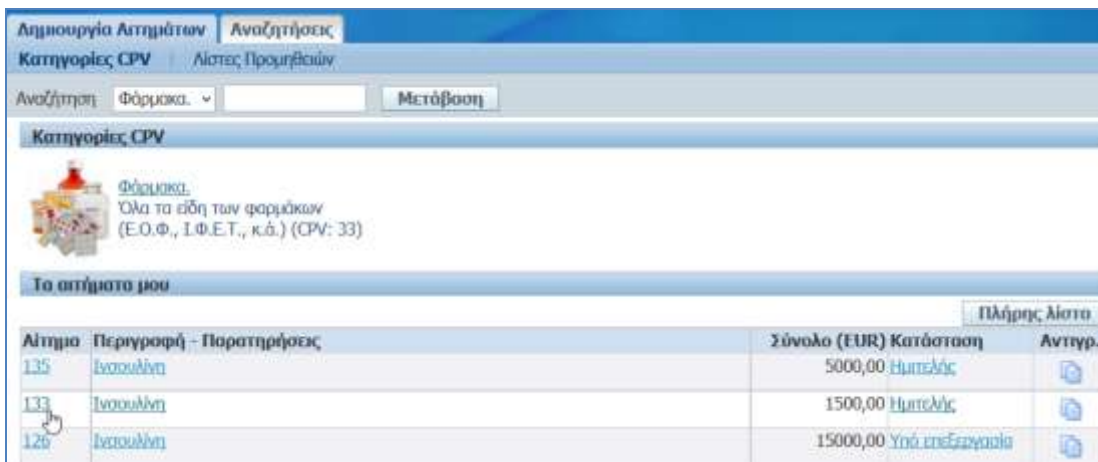 Δημιουργία Αιτημάτων Αναζητήσεις
Κατηγορίες CPV Λίστες Προμηθειών
Αναζήτηση Φάρμακα. Μετάβαση
Κατηγορίες CPV
Φάρμακα.
Όλα τα είδη των φαρμάκων
(Ε.Ο.Φ., Ι.Φ.Ε.Τ., κ.ά.) (CPV: 33)
Τα αιτήματα μου
Πλήρης λίστα
Αίτημα Περιγραφή - Παρατηρήσεις Σύνολο (EUR) Κατάσταση Αντιγρ.
135 Ινσουλίνη 5000,00 Ημιτελής
133 Ινσουλίνη 1500,00 Ημιτελής
126 Ινσουλίνη 15000,00 Υπό επεξεργασία